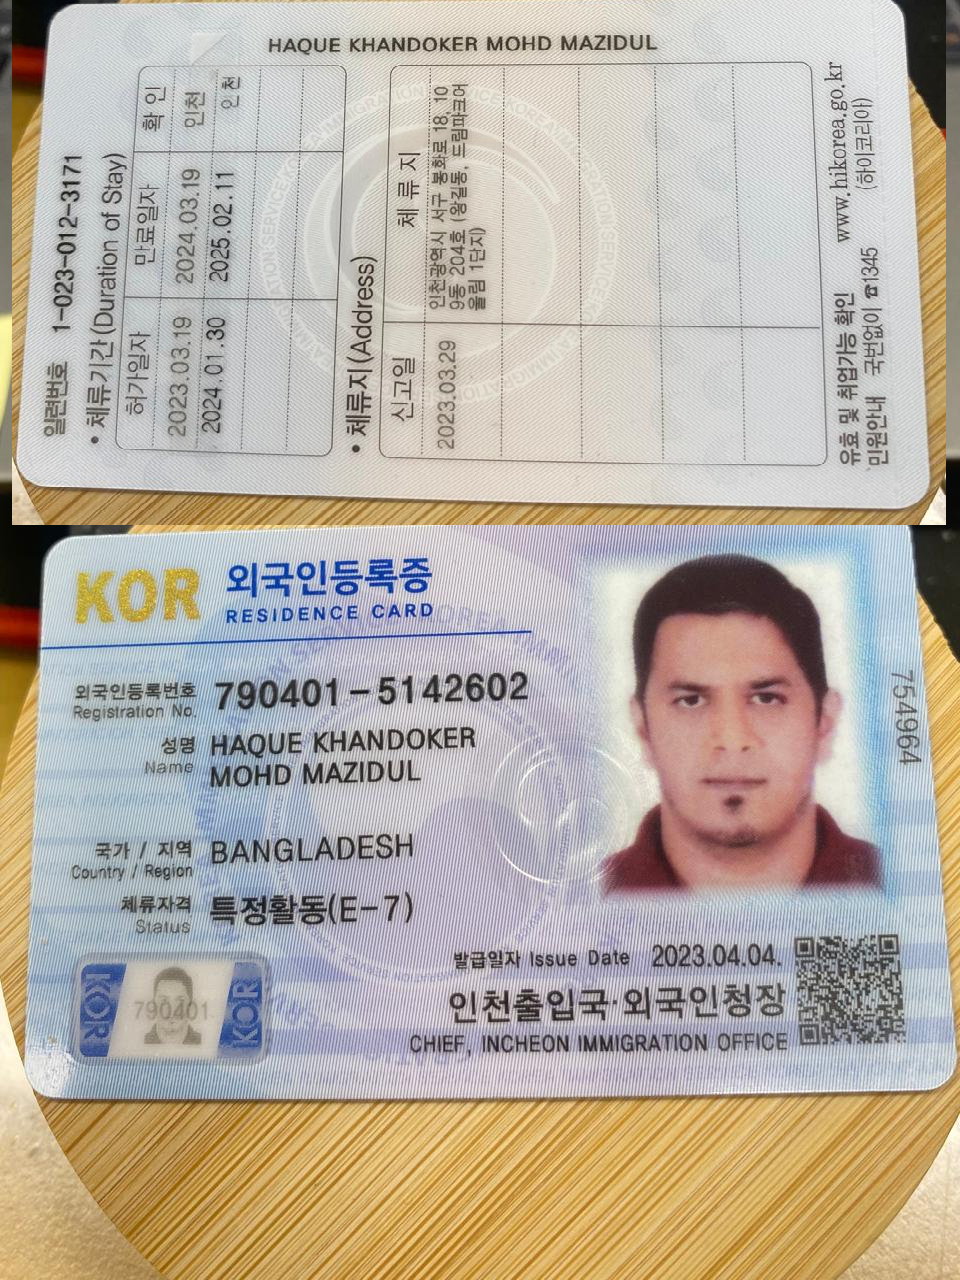 HAQUE KHANDOKER MOHD MAZIDUL
일련번호 1-023-012-3171
• 체류기간 (Duration of Stay)
허가일자 만료일자 확 인
2023.03.19 2024.03.19 인천
2024.01.30 2025.02.11 인천
• 체류지 (Address)
신고일 체 류 지
2023.03.29 인천광역시 서구 봉화로 18, 10
9동 204호 (왕길동, 드림파크어
울림 1단지)
유효 및 취업가능 확인 www.hikorea.go.kr
민원안내 국번없이 ☎1345 (하이코리아)
KOR 외국인등록증
RESIDENCE CARD
외국인등록번호 790401-5142602
Registration No.
성명 HAQUE KHANDOKER
Name MOHD MAZIDUL
국가 / 지역 BANGLADESH
Country / Region
체류자격 특정활동(E-7)
Status
754964
KOR 790401 KOR
발급일자 Issue Date 2023.04.04.
인천출입국·외국인청장
CHIEF, INCHEON IMMIGRATION OFFICE